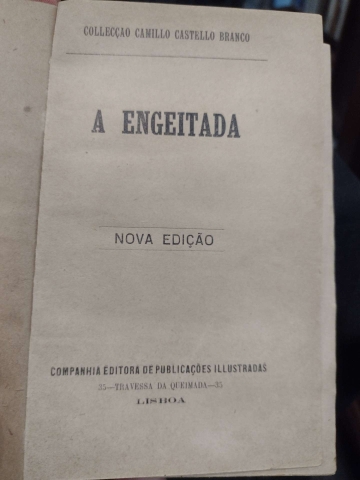 COLLECÇÃO CAMILLO CASTELLO BRANCO
A ENGEITADA
NOVA EDIÇÃO
COMPANHIA EDITORA DE PUBLICAÇÕES ILLUSTRADAS
35—TRAVESSA DA QUEIMADA—35
LISBOA